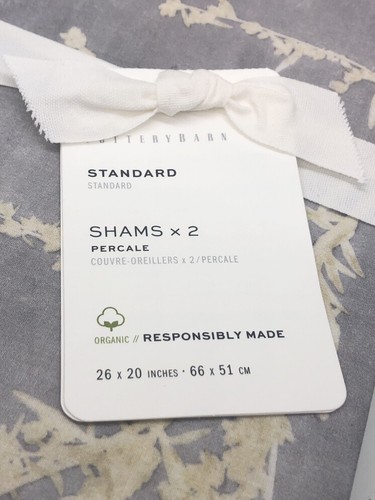 POTTERYBARN
STANDARD
STANDARD
SHAMS x 2
PERCALE
COUVRE-OREILLERS x 2/PERCALE
ORGANIC // RESPONSIBLY MADE
26 x 20 INCHES · 66 x 51 CM